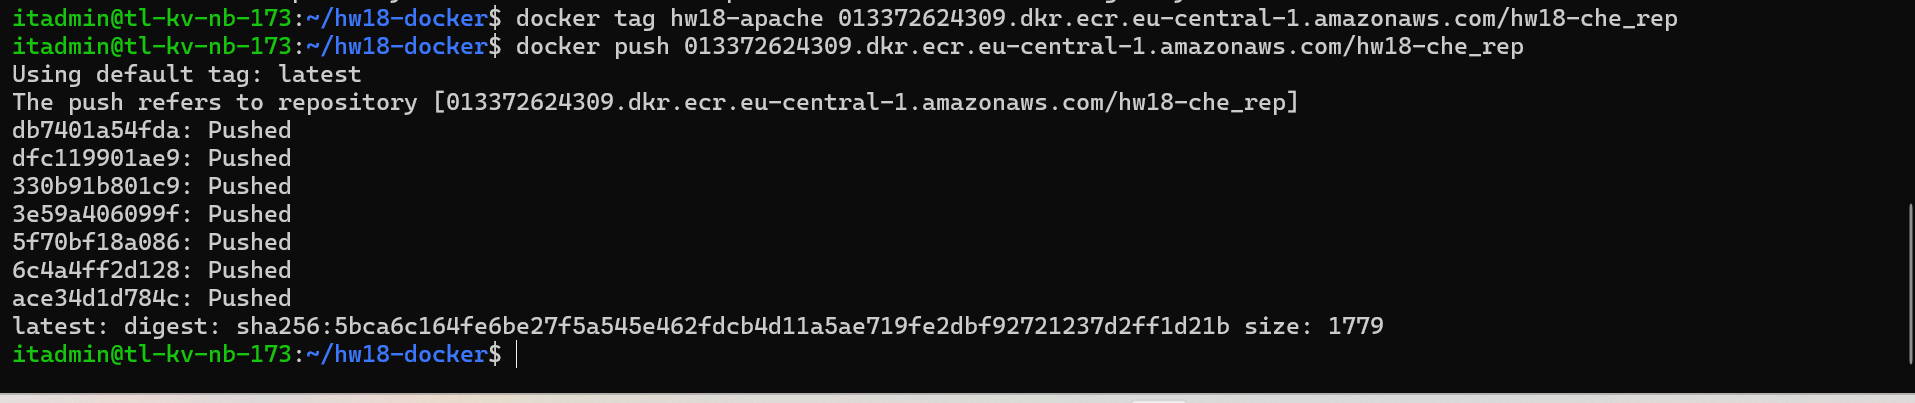 itadmin@tl-kv-nb-173:~/hw18-docker$ docker tag hw18-apache 013372624309.dkr.ecr.eu-central-1.amazonaws.com/hw18-che_rep
itadmin@tl-kv-nb-173:~/hw18-docker$ docker push 013372624309.dkr.ecr.eu-central-1.amazonaws.com/hw18-che_rep
Using default tag: latest
The push refers to repository [013372624309.dkr.ecr.eu-central-1.amazonaws.com/hw18-che_rep]
db7401a54fda: Pushed
dfc119901ae9: Pushed
330b91b801c9: Pushed
3e59a406099f: Pushed
5f70bf18a086: Pushed
6c4a4ff2d128: Pushed
ace34d1d784c: Pushed
latest: digest: sha256:5bca6c164fe6be27f5a545e462fdcb4d11a5ae719fe2dbf92721237d2ff1d21b size: 1779
itadmin@tl-kv-nb-173:~/hw18-docker$